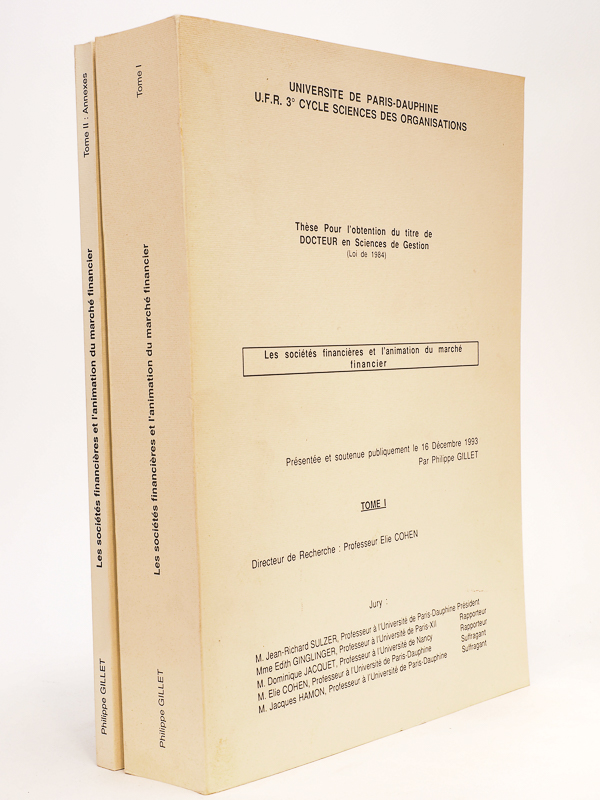 Tome II : Annexes
Les sociétés financières et l'animation du marché financier
Philippe GILLET
Tome I
Les sociétés financières et l'animation du marché financier
Philippe GILLET
UNIVERSITE DE PARIS-DAUPHINE
U.F.R. 3° CYCLE SCIENCES DES ORGANISATIONS
Thèse Pour l'obtention du titre de
DOCTEUR en Sciences de Gestion
(Loi de 1984)
Les sociétés financières et l'animation du marché
financier
Présentée et soutenue publiquement le 16 Décembre 1993
Par Philippe GILLET
TOME I
Directeur de Recherche : Professeur Elie COHEN
Jury :
M. Jean-Richard SULZER, Professeur à l'Université de Paris-Dauphine Président
Mme Edith GINGLINGER, Professeur à l'Université de Paris-XII Rapporteur
M. Dominique JACQUET, Professeur à l'Université de Nancy Rapporteur
M. Elie COHEN, Professeur à l'Université de Paris-Dauphine Suffragant
M. Jacques HAMON, Professeur à l'Université de Paris-Dauphine Suffragant